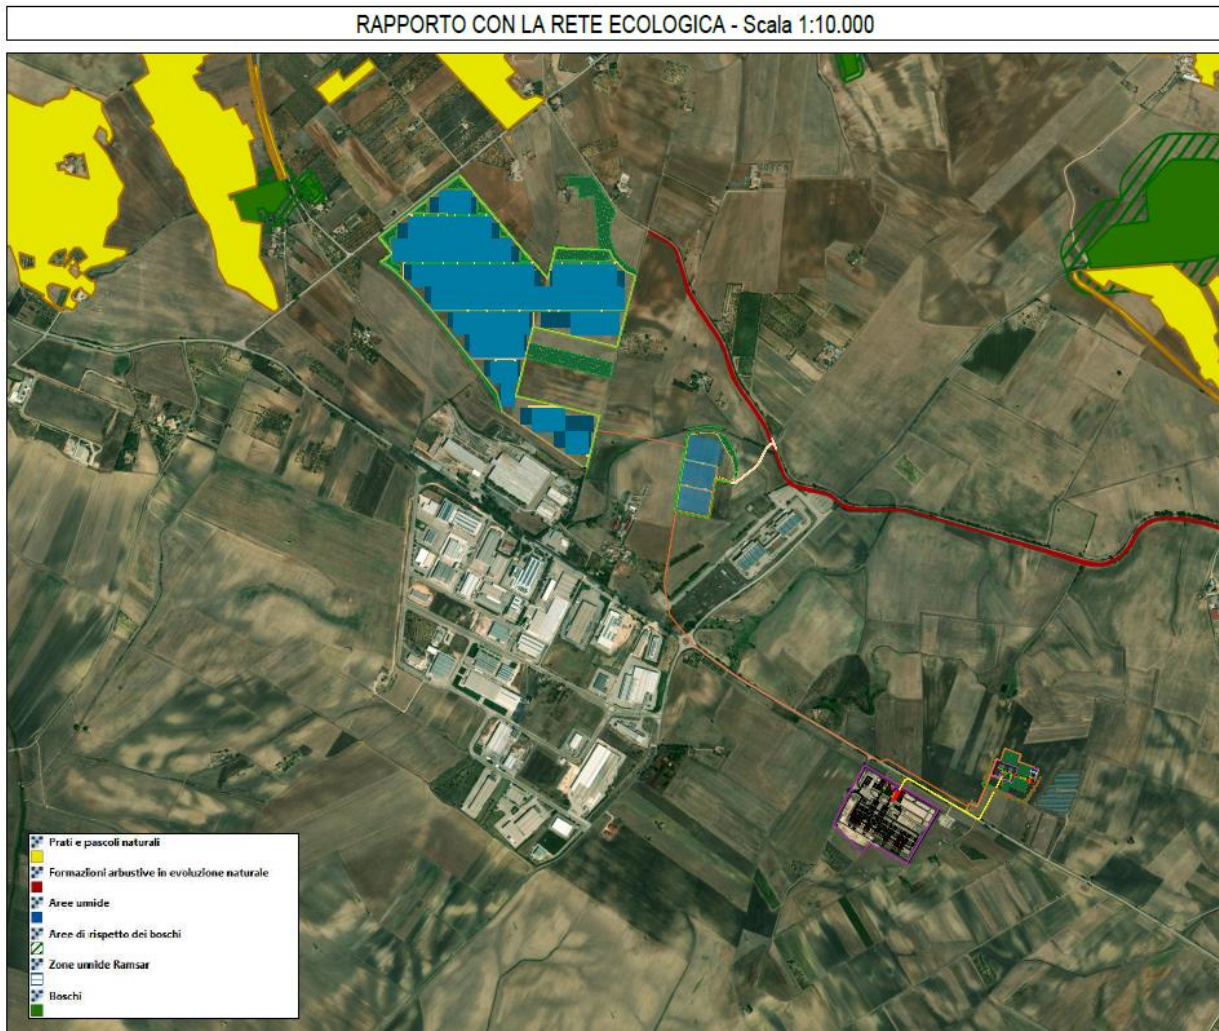 RAPPORTO CON LA RETE ECOLOGICA - Scala 1:10.000
Prati e pascoli naturali
Formazioni arbustive in evoluzione naturale
Aree umide
Aree di rispetto dei boschi
Zone umide Ramsar
Boschi